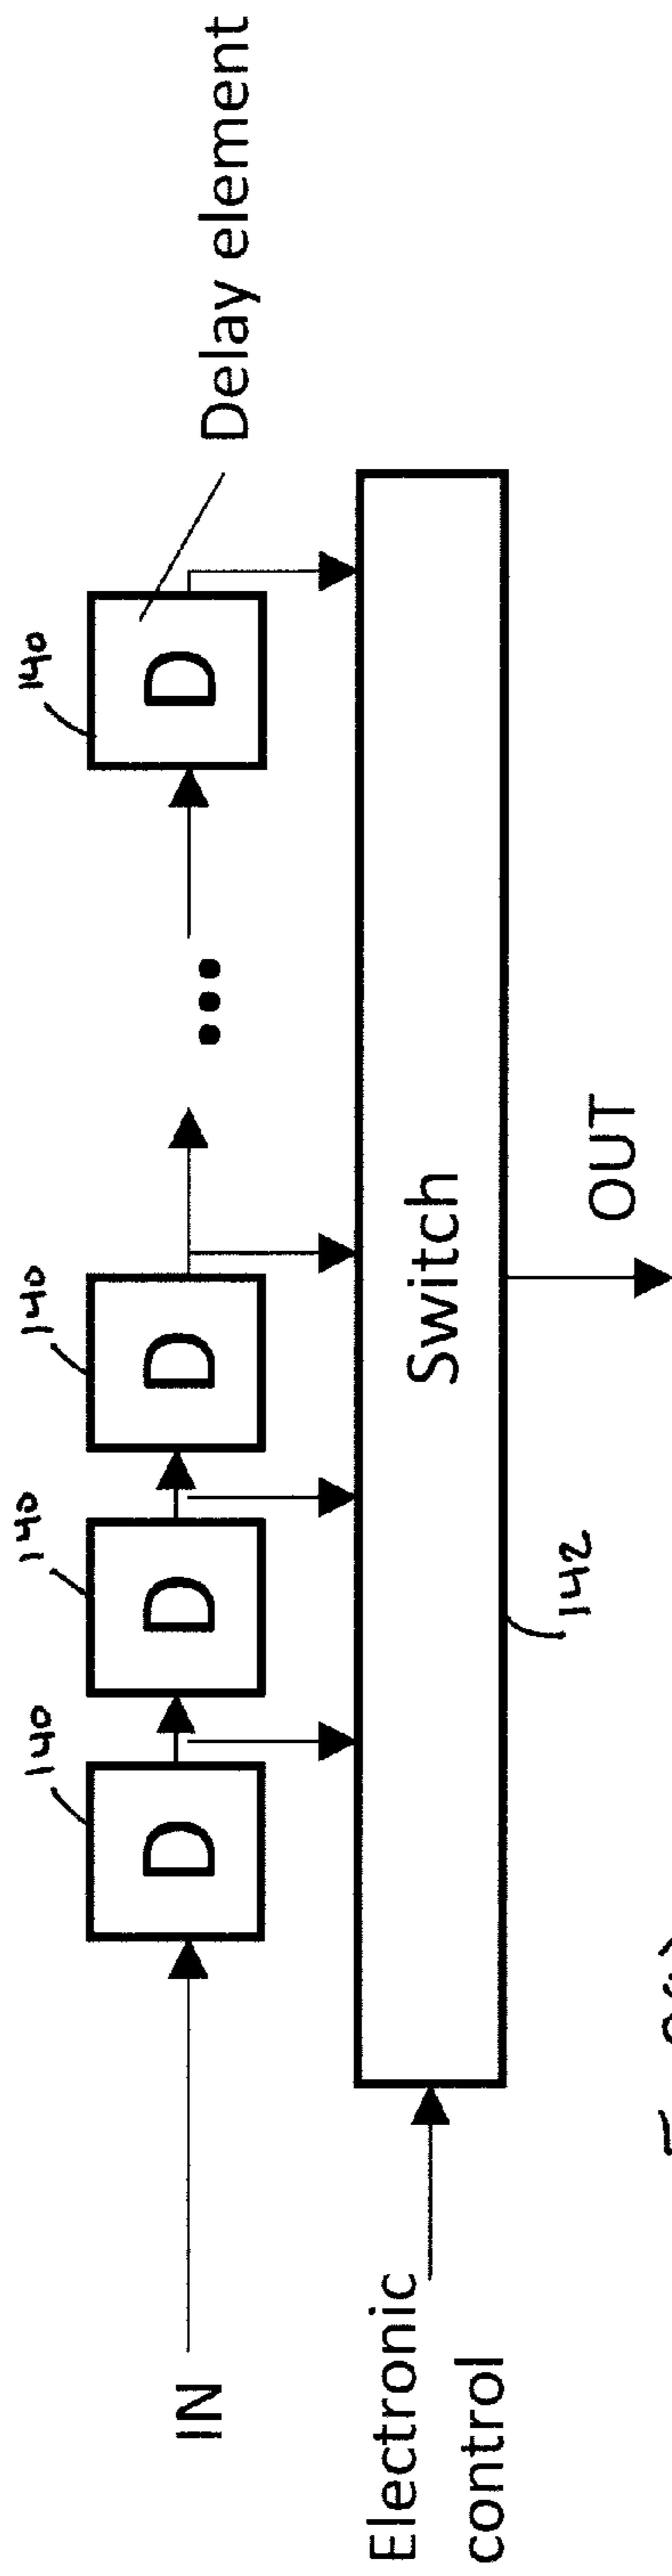 140
140
140
140
IN
D
D
D
...
D
Delay element
Electronic
control
Switch
142
OUT